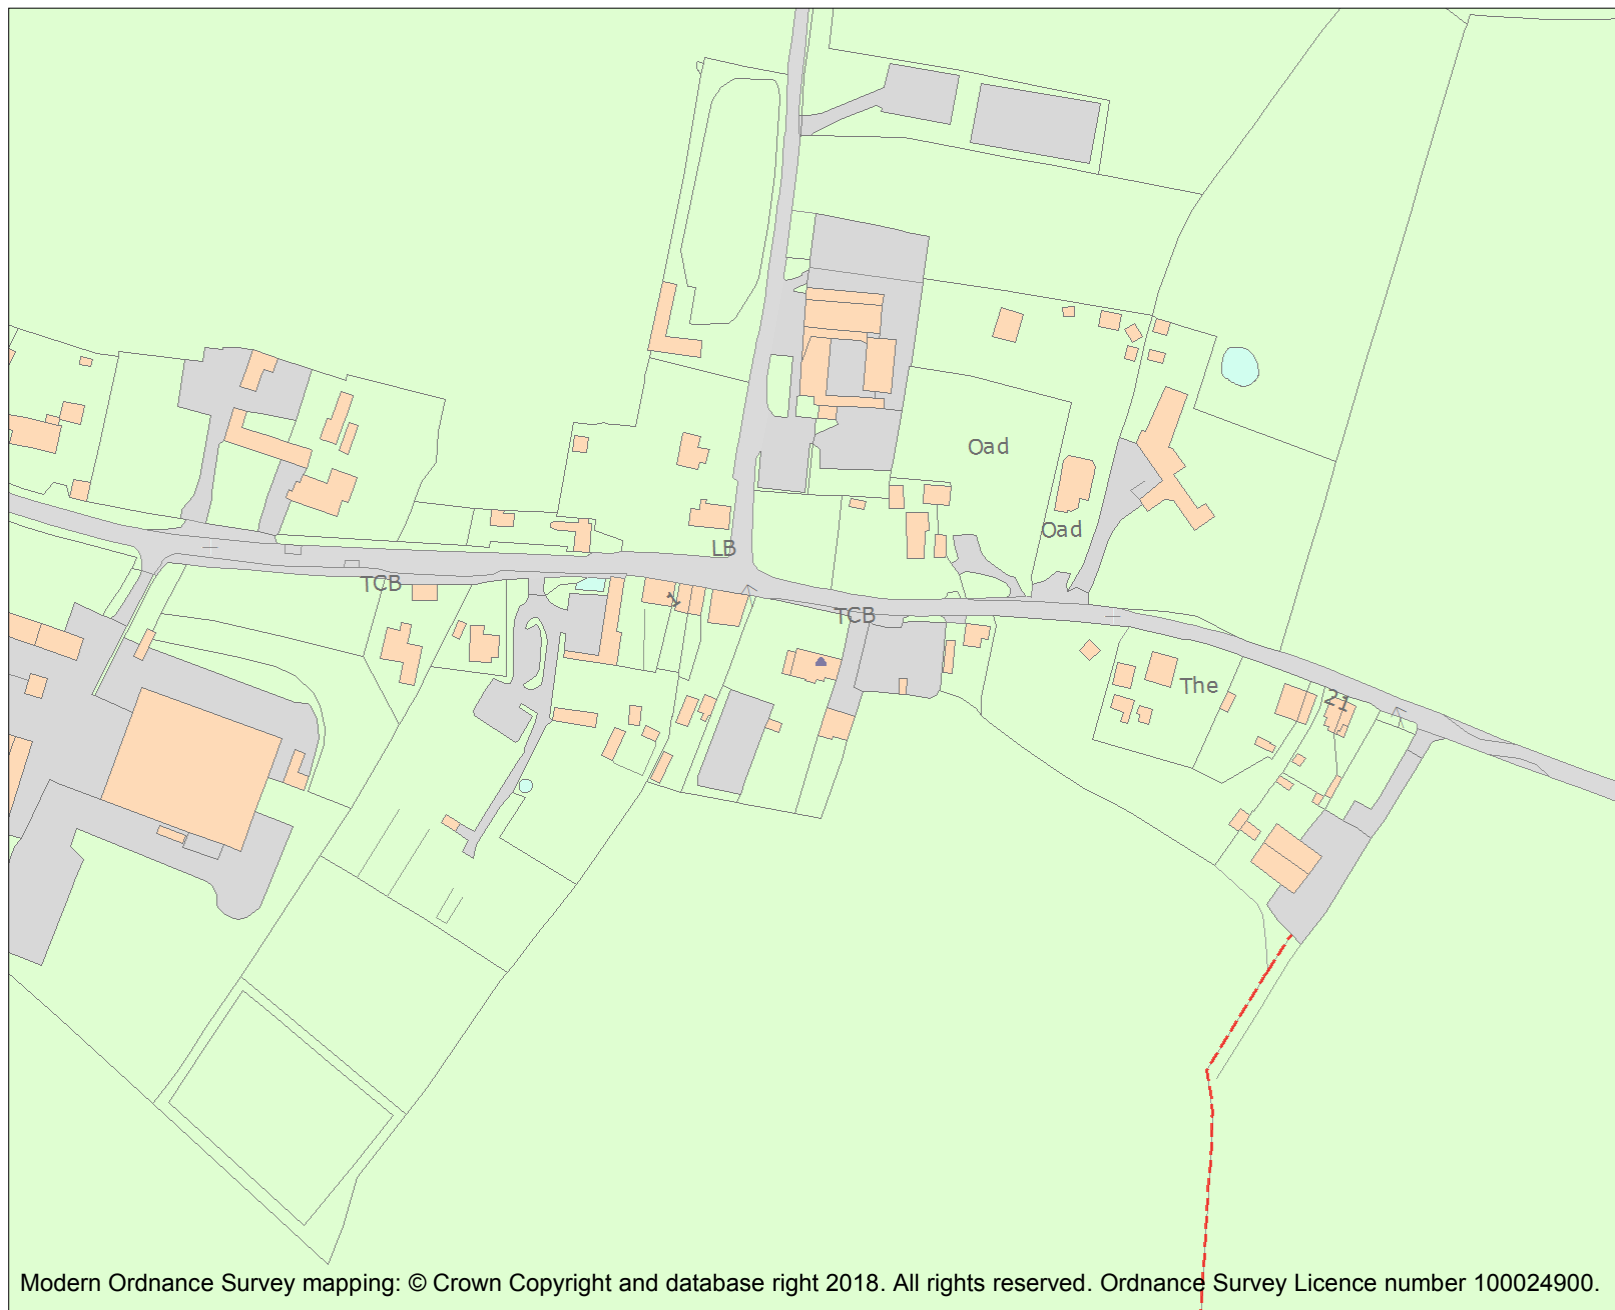 Oad
Oad
LB
TCB
1
TCB
The
21
Modern Ordnance Survey mapping: © Crown Copyright and database right 2018. All rights reserved. Ordnance Survey Licence number 100024900.